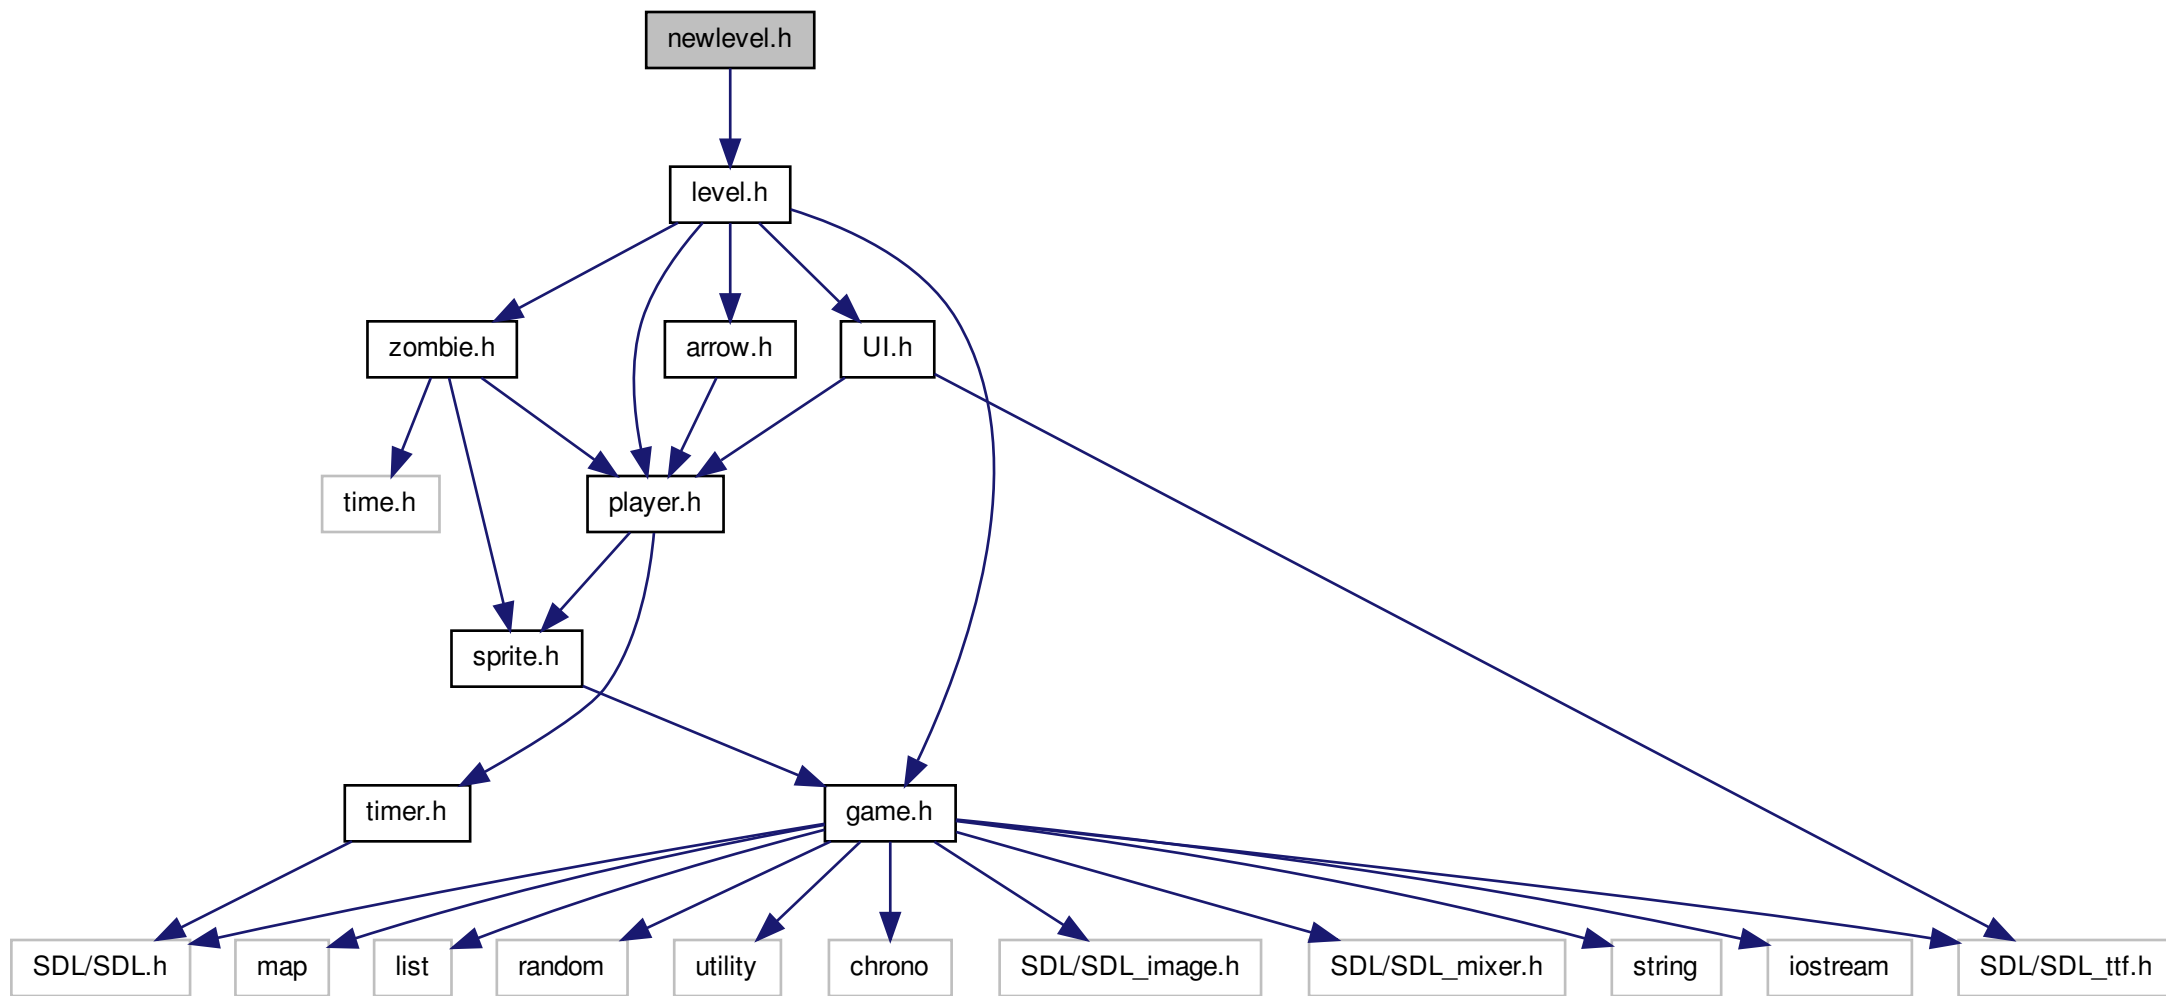 newlevel.h
level.h
zombie.h
arrow.h
UI.h
time.h
player.h
sprite.h
timer.h
game.h
SDL/SDL.h
map
list
random
utility
chrono
SDL/SDL_image.h
SDL/SDL_mixer.h
string
iostream
SDL/SDL_ttf.h